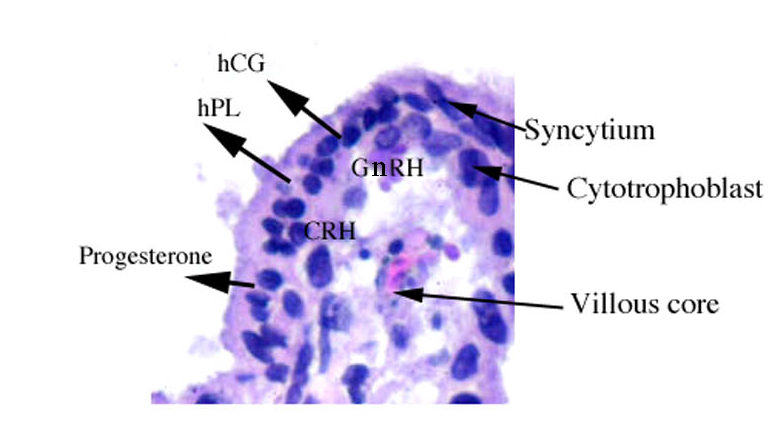 hCG
hPL
Syncytium
GnRH
Cytotrophoblast
CRH
Progesterone
Villous core